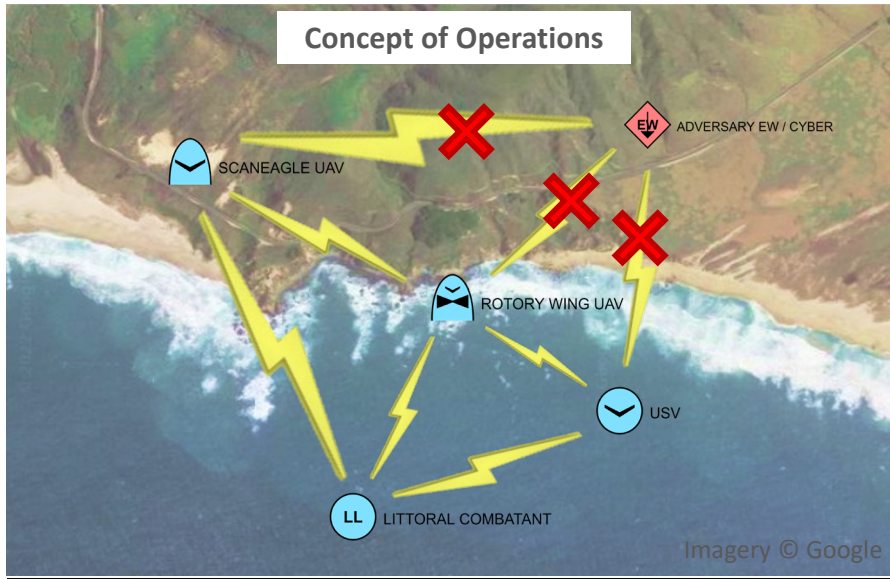 Concept of Operations
EW
ADVERSARY EW / CYBER
SCANEAGLE UAV
ROTORY WING UAV
USV
LL
LITTORAL COMBATANT
Imagery © Google